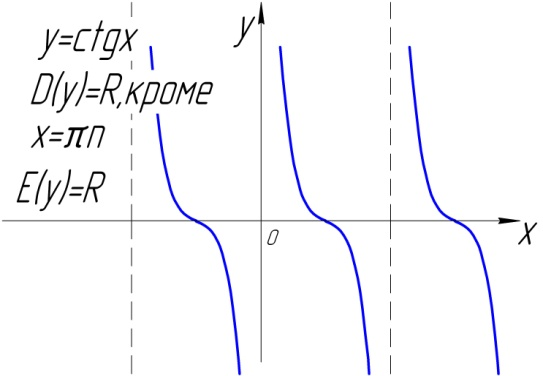 y=ctgx
D(y)=R,кроме
x=πn
E(y)=R
y
0
x